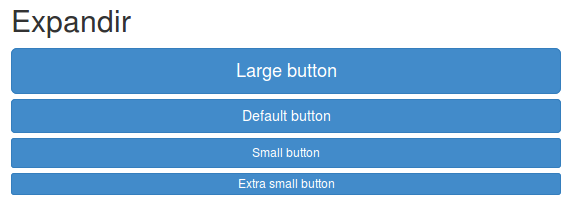 Expandir
Large button
Default button
Small button
Extra small button